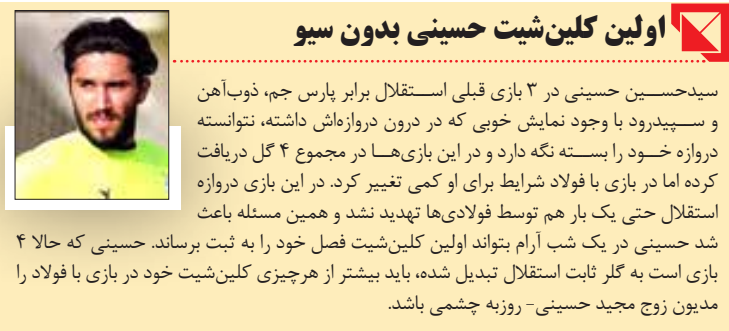 اولین کلین‌شیت حسینی بدون سیو
سیدحسین حسینی در ۳ بازی قبلی استقلال برابر پارس جم، ذوب‌آهن
و سپیدرود با وجود نمایش خوبی که در درون دروازه‌اش داشته، نتوانسته
دروازه خود را بسته نگه دارد و در این بازی‌ها در مجموع ۴ گل دریافت
کرده اما در بازی با فولاد شرایط برای او کمی تغییر کرد. در این بازی دروازه
استقلال حتی یک بار هم توسط فولادی‌ها تهدید نشد و همین مسئله باعث
شد حسینی در یک شب آرام بتواند اولین کلین‌شیت فصل خود را به ثبت برساند. حسینی که حالا ۴
بازی است به گلر ثابت استقلال تبدیل شده، باید بیشتر از هرچیزی کلین‌شیت خود در بازی با فولاد را
مدیون زوج مجید حسینی- روزبه چشمی باشد.